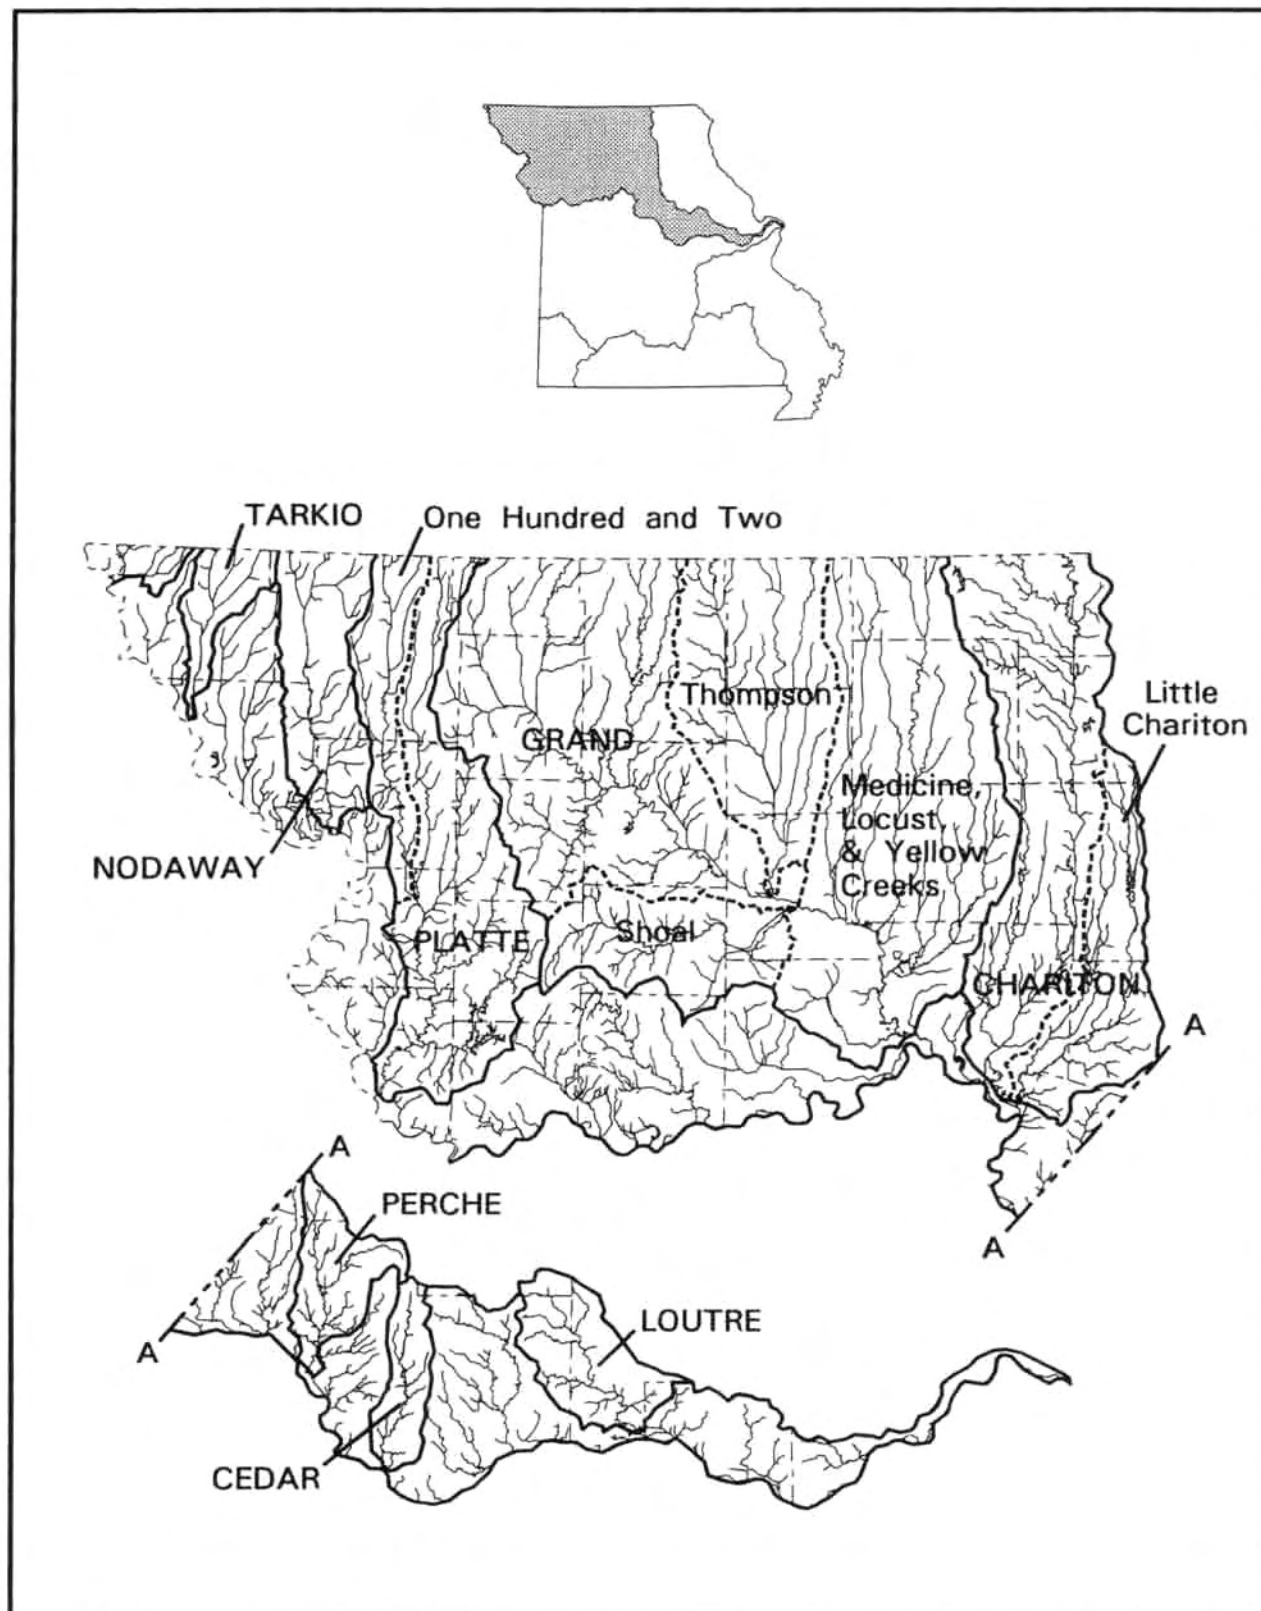 TARKIO
One Hundred and Two
Thompson
Little
Chariton
GRAND
Medicine,
Locust,
& Yellow
Creeks
NODAWAY
PLATTE
Shoal
CHARITON
A
A
A
PERCHE
LOUTRE
A
CEDAR